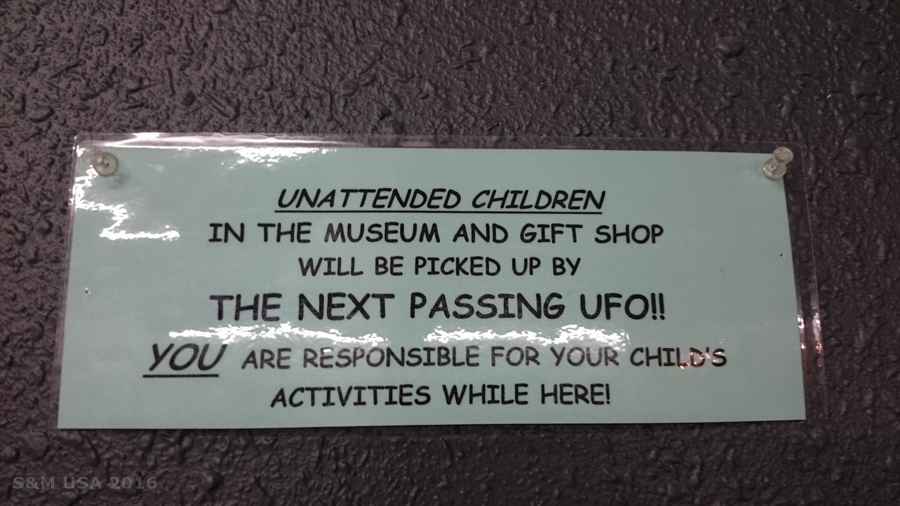 UNATTENDED CHILDREN
IN THE MUSEUM AND GIFT SHOP
WILL BE PICKED UP BY
THE NEXT PASSING UFO!!
YOU ARE RESPONSIBLE FOR YOUR CHILD'S
ACTIVITIES WHILE HERE!
S&M USA 2016